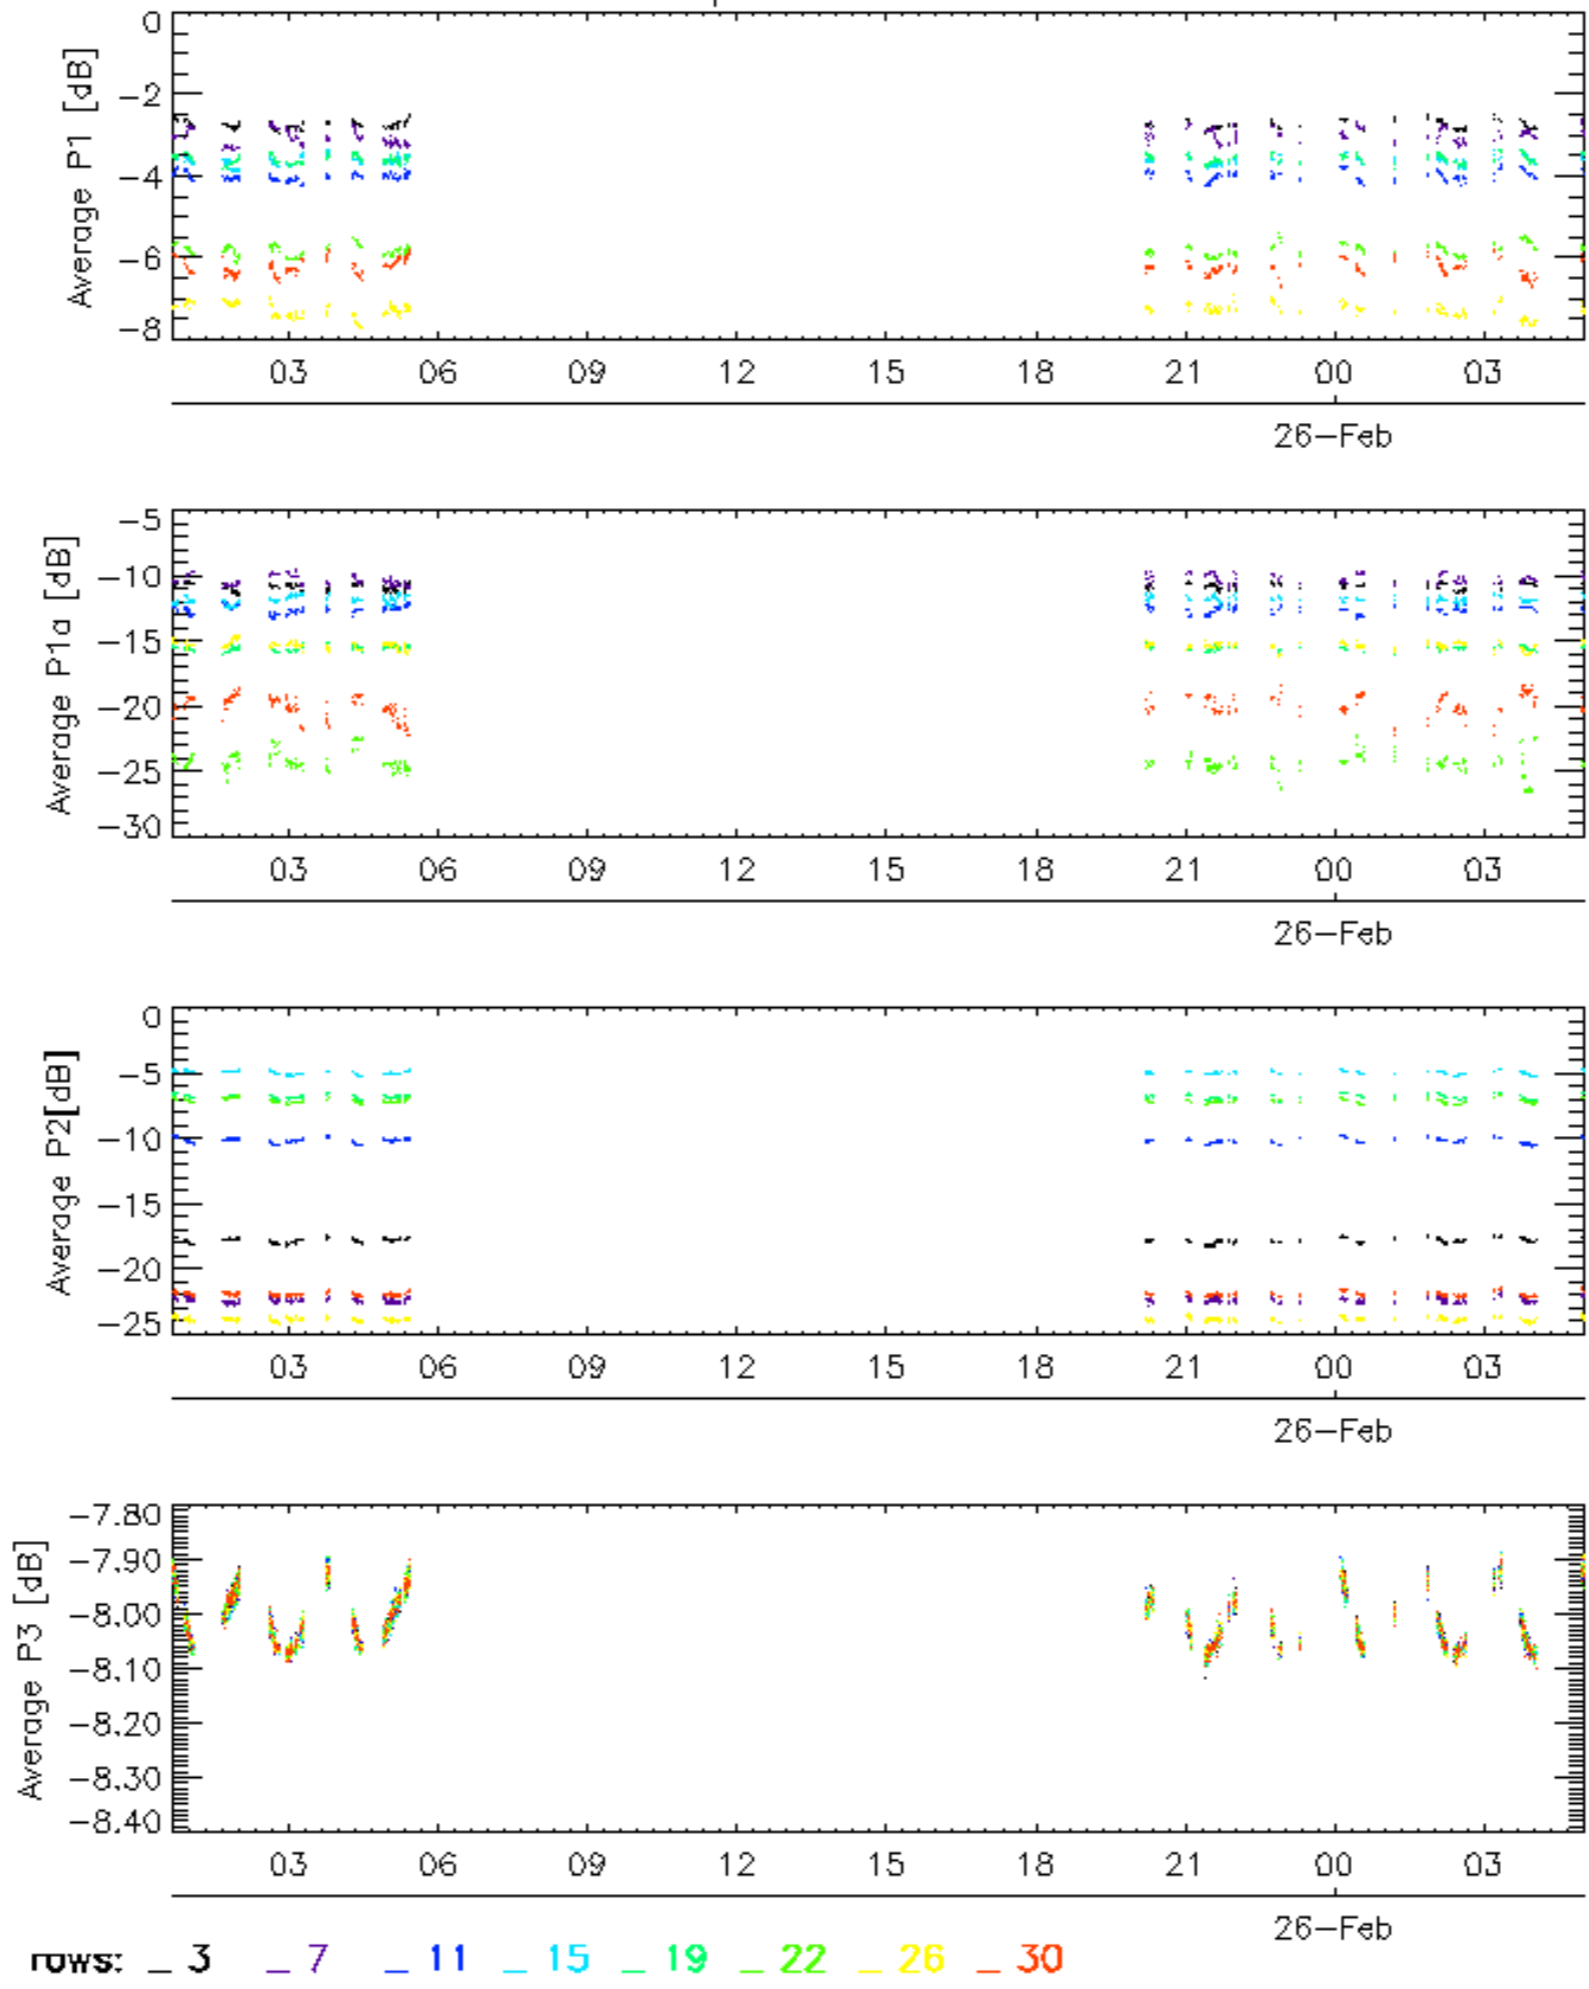 Average P1 [dB]
0
−2
−4
−6
−8
03 06 09 12 15 18 21 00 03
26−Feb
Average P1a [dB]
−5
−10
−15
−20
−25
−30
03 06 09 12 15 18 21 00 03
26−Feb
Average P2[dB]
0
−5
−10
−15
−20
−25
03 06 09 12 15 18 21 00 03
26−Feb
Average P3 [dB]
−7.80
−7.90
−8.00
−8.10
−8.20
−8.30
−8.40
03 06 09 12 15 18 21 00 03
26−Feb
rows: _ 3 _ 7 _ 11 _ 15 _ 19 _ 22 _ 26 _ 30